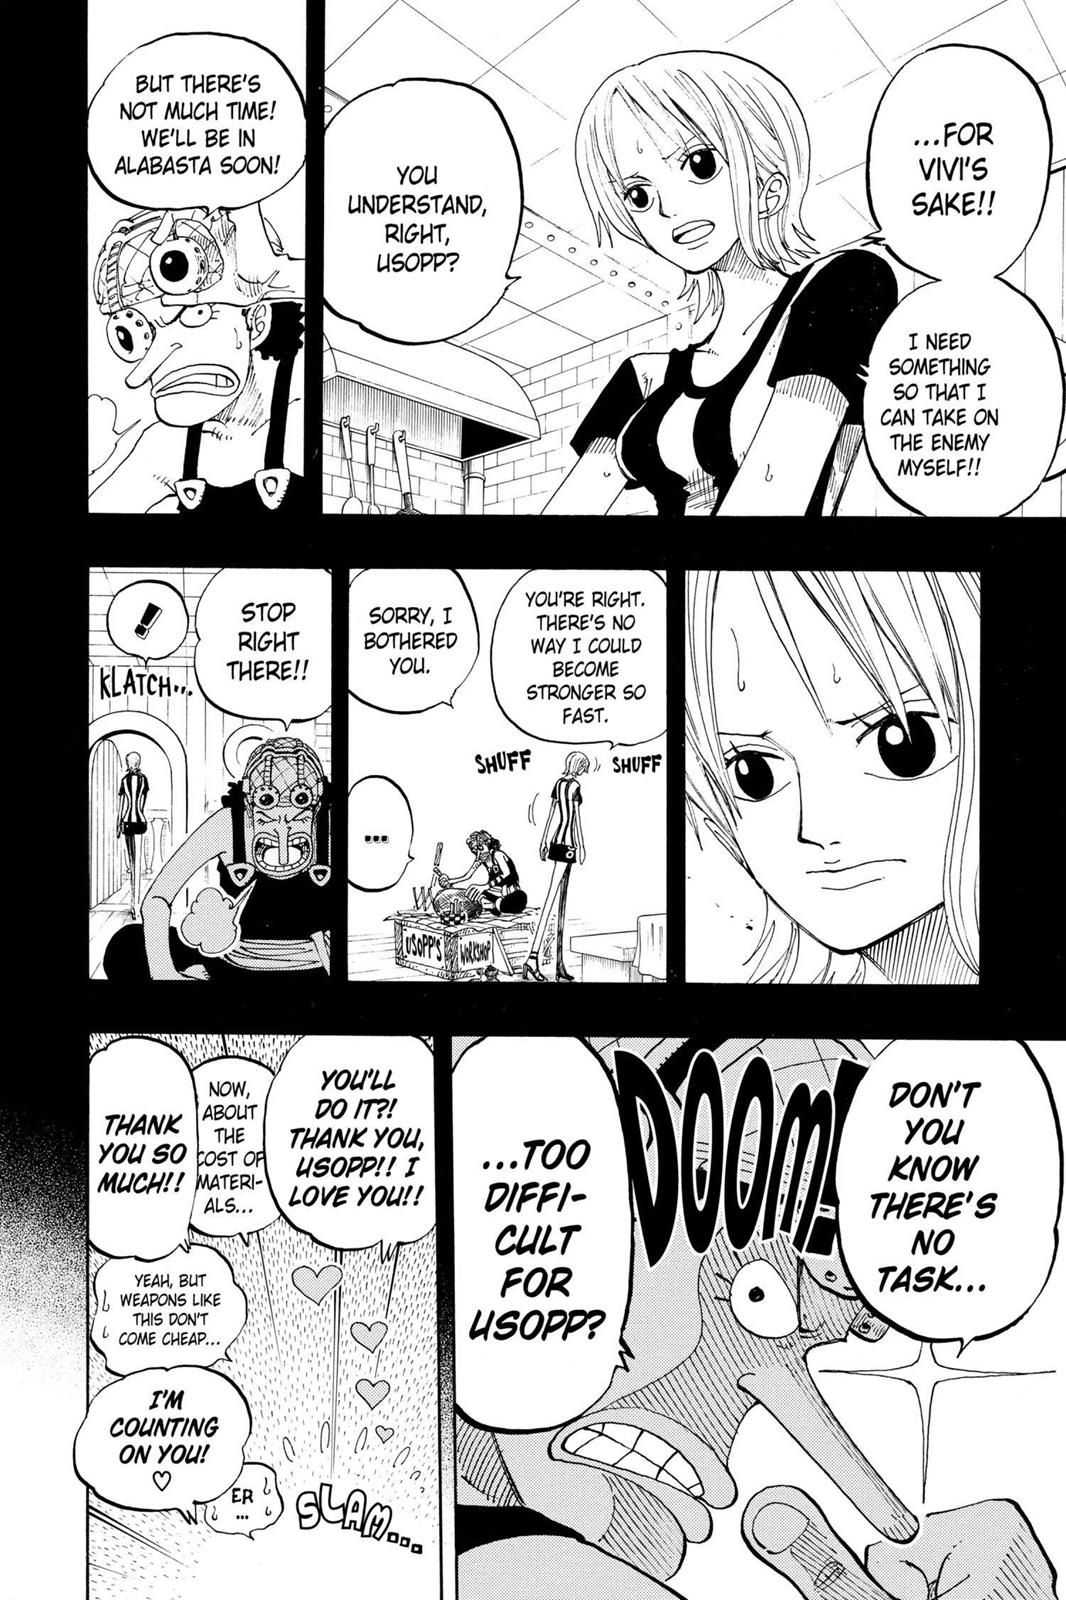 ...FOR
VIVI'S
SAKE!!
I NEED
SOMETHING
SO THAT I
CAN TAKE ON
THE ENEMY
MYSELF!!
YOU
UNDERSTAND,
RIGHT,
USOPP?
BUT THERE'S
NOT MUCH TIME!
WE'LL BE IN
ALABASTA SOON!
YOU'RE RIGHT.
THERE'S NO
WAY I COULD
BECOME
STRONGER SO
FAST.
SORRY, I
BOTHERED
YOU.
SHUFF
SHUFF
...
USOPP'S
WORKSHOP
STOP
RIGHT
THERE!!
!
KLATCH...
DON'T
YOU
KNOW
THERE'S
NO
TASK...
DOOM!
...TOO
DIFFI-
CULT
FOR
USOPP?
YOU'LL
DO IT?!
THANK YOU,
USOPP!! I
LOVE YOU!!
NOW,
ABOUT
THE
COST OF
MATERI-
ALS...
THANK
YOU SO
MUCH!!
YEAH, BUT
WEAPONS LIKE
THIS DON'T
COME CHEAP...
I'M
COUNTING
ON YOU!
♡
ER
...
SLAM...